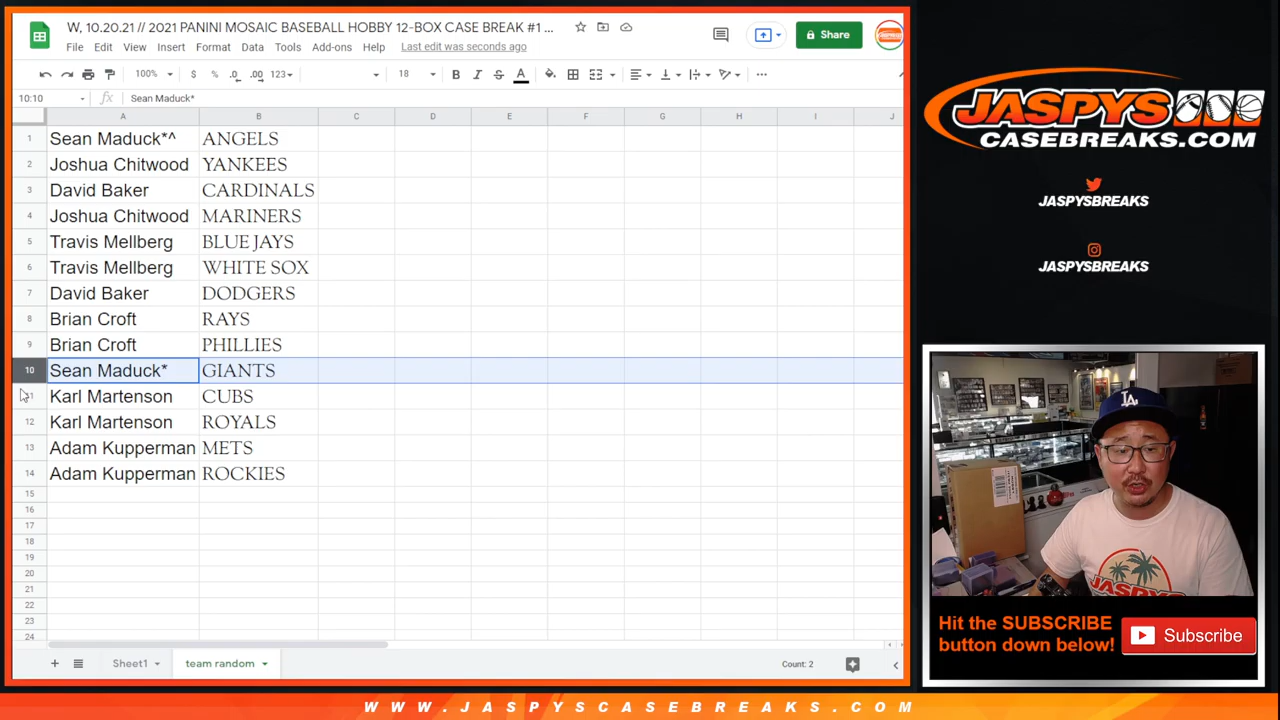 W, 10.20.21 // 2021 PANINI MOSAIC BASEBALL HOBBY 12-BOX CASE BREAK #1 ...
File Edit View Insert Format Data Tools Add-ons Help Last edit was seconds ago
Share
100% $ % .0 .00 123 18 B I S A
10:10 fx Sean Maduck*
A B C D E F G H I J
1 Sean Maduck*^ ANGELS
2 Joshua Chitwood YANKEES
3 David Baker CARDINALS
4 Joshua Chitwood MARINERS
5 Travis Mellberg BLUE JAYS
6 Travis Mellberg WHITE SOX
7 David Baker DODGERS
8 Brian Croft RAYS
9 Brian Croft PHILLIES
10 Sean Maduck* GIANTS
11 Karl Martenson CUBS
12 Karl Martenson ROYALS
13 Adam Kupperman METS
14 Adam Kupperman ROCKIES
15
16
17
18
19
20
21
22
23
24
+ Sheet1 team random Count: 2
JASPYS
CASEBREAKS.COM
JASPYSBREAKS
JASPYSBREAKS
LA
JASPYS
Hit the SUBSCRIBE
button down below!
Subscribe
WWW.JASPYSCASEBREAKS.COM